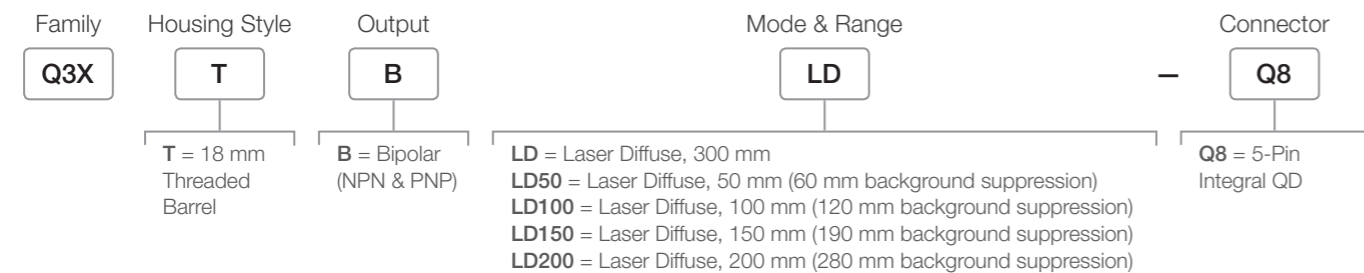 Family Housing Style Output Mode & Range Connector
Q3X T B LD – Q8
T = 18 mm
Threaded
Barrel
B = Bipolar
(NPN & PNP)
LD = Laser Diffuse, 300 mm
LD50 = Laser Diffuse, 50 mm (60 mm background suppression)
LD100 = Laser Diffuse, 100 mm (120 mm background suppression)
LD150 = Laser Diffuse, 150 mm (190 mm background suppression)
LD200 = Laser Diffuse, 200 mm (280 mm background suppression)
Q8 = 5-Pin
Integral QD